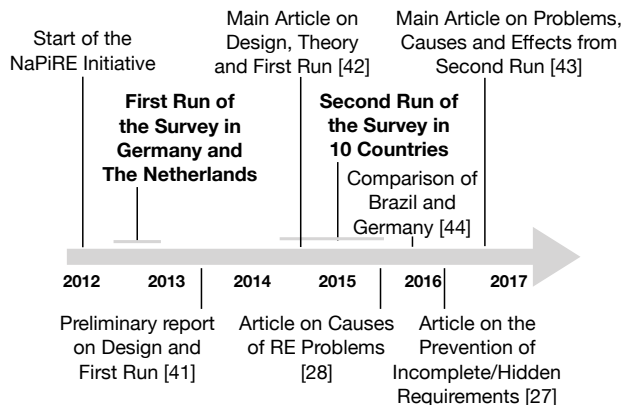 Start of the
NaPiRE Initiative
Main Article on
Design, Theory
and First Run [42]
Main Article on Problems,
Causes and Effects from
Second Run [43]
First Run of
the Survey in
Germany and
The Netherlands
Second Run of
the Survey in
10 Countries
Comparison of
Brazil and
Germany [44]
2012 2013 2014 2015 2016 2017
Preliminary report
on Design and
First Run [41]
Article on Causes
of RE Problems
[28]
Article on the
Prevention of
Incomplete/Hidden
Requirements [27]